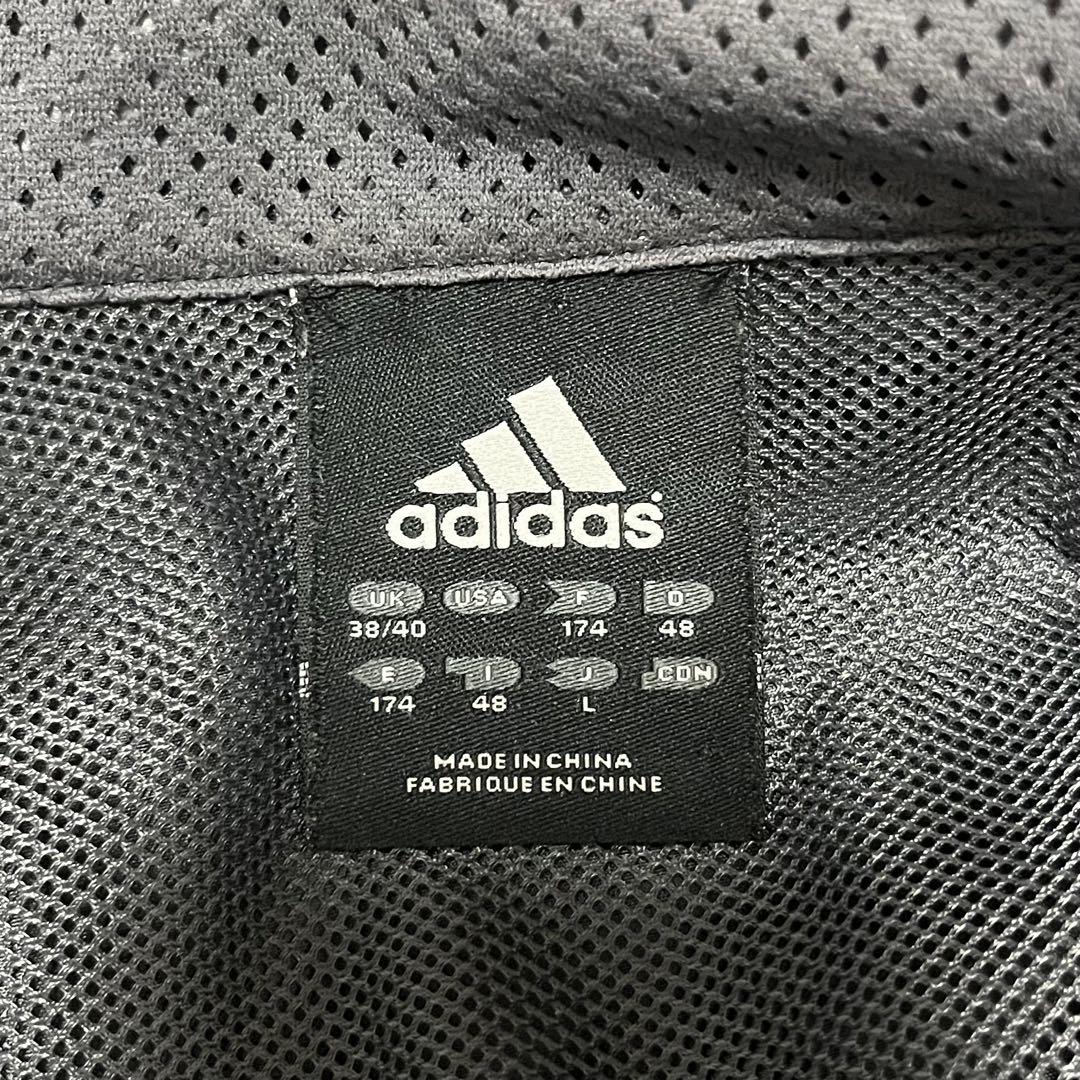 adidas
UK USA F D
38/40 174 48
E I J CDN
174 48 L
MADE IN CHINA
FABRIQUE EN CHINE